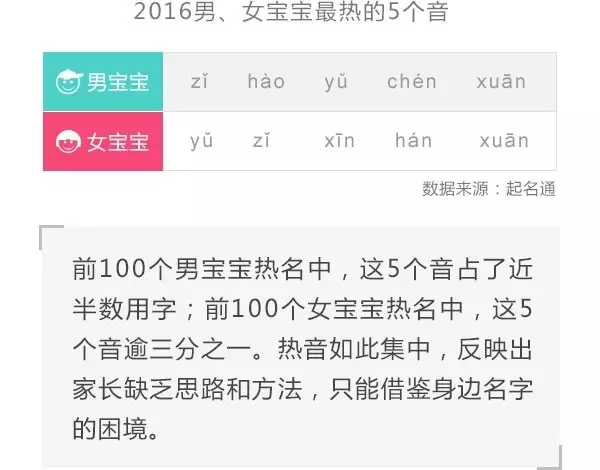 2016男、女宝宝最热的5个音
男宝宝 zǐ hào yǔ chén xuān
女宝宝 yǔ zǐ xīn hán xuān
数据来源：起名通
前100个男宝宝热名中，这5个音占了近
半数用字；前100个女宝宝热名中，这5
个音逾三分之一。热音如此集中，反映出
家长缺乏思路和方法，只能借鉴身边名字
的困境。